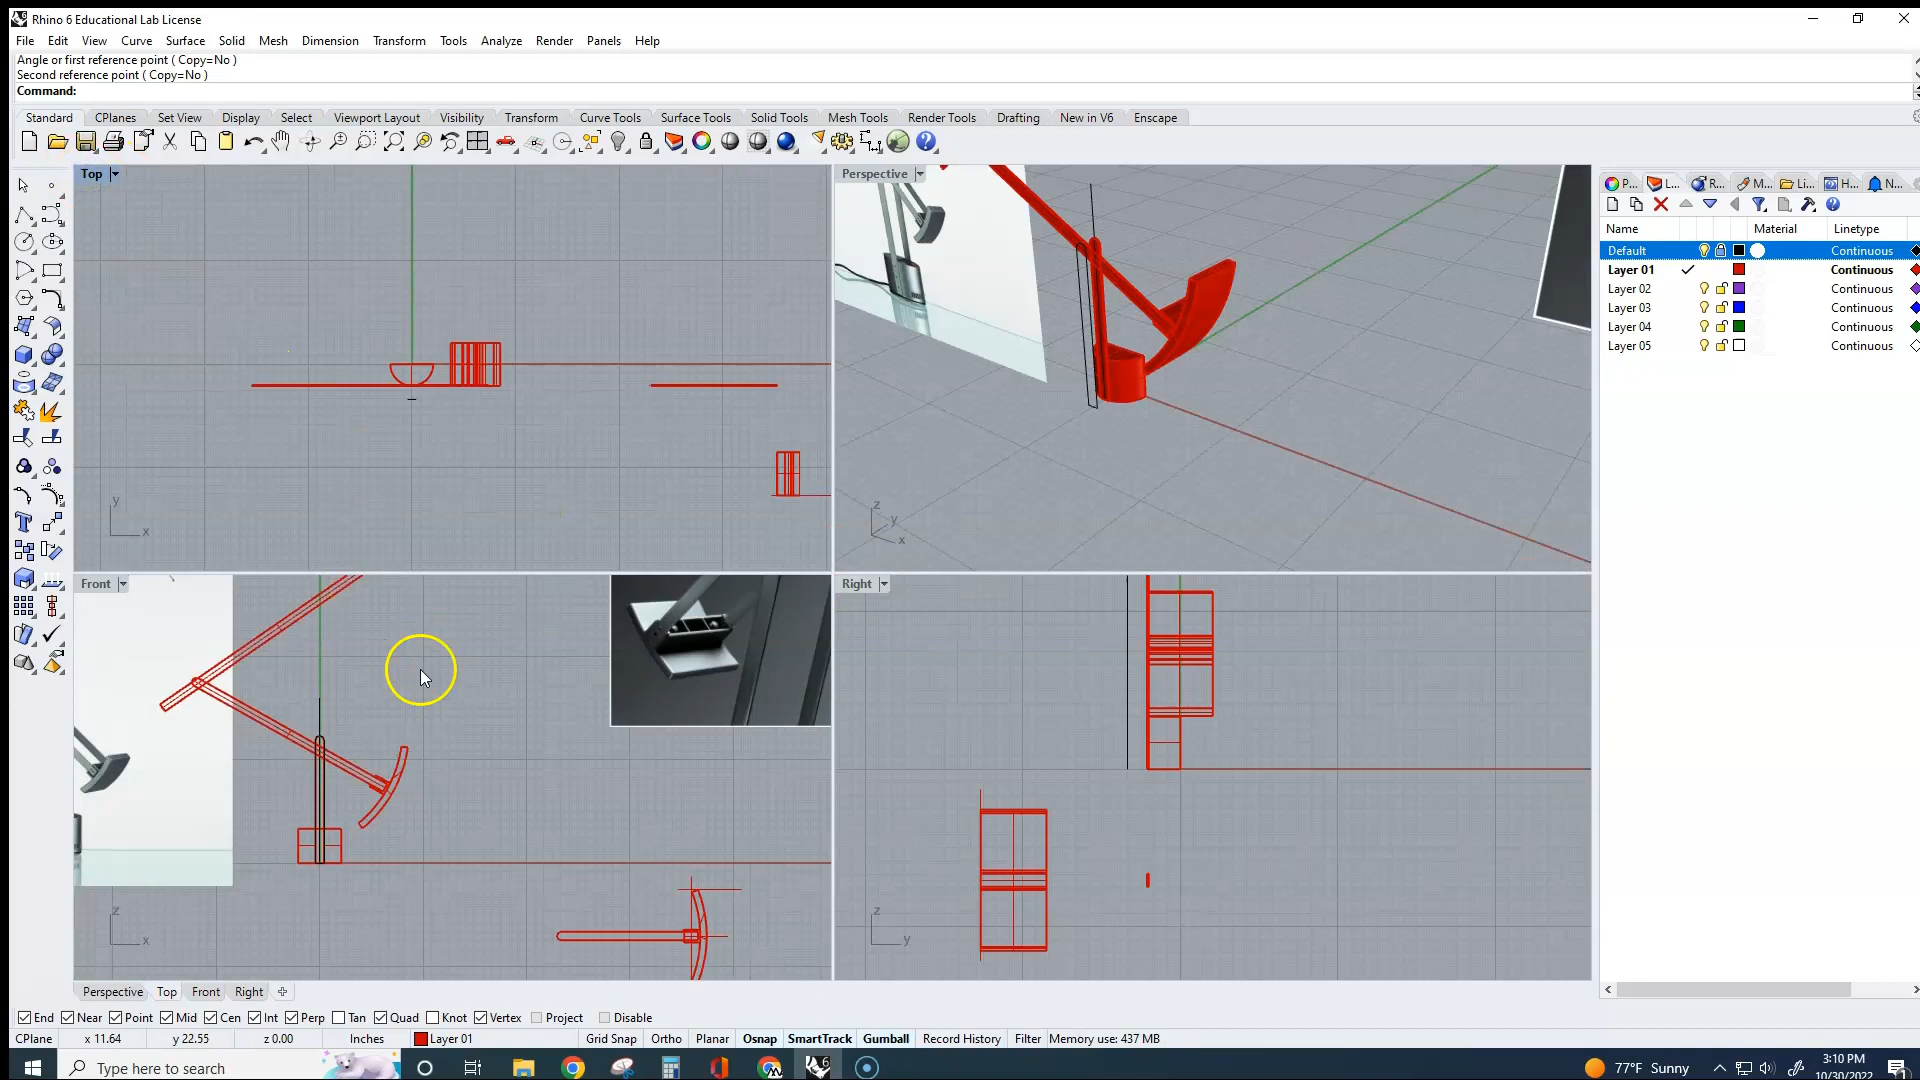 Rhino 6 Educational Lab License
File Edit View Curve Surface Solid Mesh Dimension Transform Tools Analyze Render Panels Help
Angle or first reference point ( Copy=No )
Second reference point ( Copy=No )
Command:
Standard CPlanes Set View Display Select Viewport Layout Visibility Transform Curve Tools Surface Tools Solid Tools Mesh Tools Render Tools Drafting New in V6 Enscape
Top Perspective
P... L... R... M... Li... H... N...
Name Material Linetype
Default Continuous
Layer 01 Continuous
Layer 02 Continuous
Layer 03 Continuous
Layer 04 Continuous
Layer 05 Continuous
y x
z y x
Front Right
z x
z y
Perspective Top Front Right
End Near Point Mid Cen Int Perp Tan Quad Knot Vertex Project Disable
CPlane x 11.64 y 22.55 z 0.00 Inches Layer 01 Grid Snap Ortho Planar Osnap SmartTrack Gumball Record History Filter Memory use: 437 MB
Type here to search 6 77°F Sunny 3:10 PM
10/30/2022 1